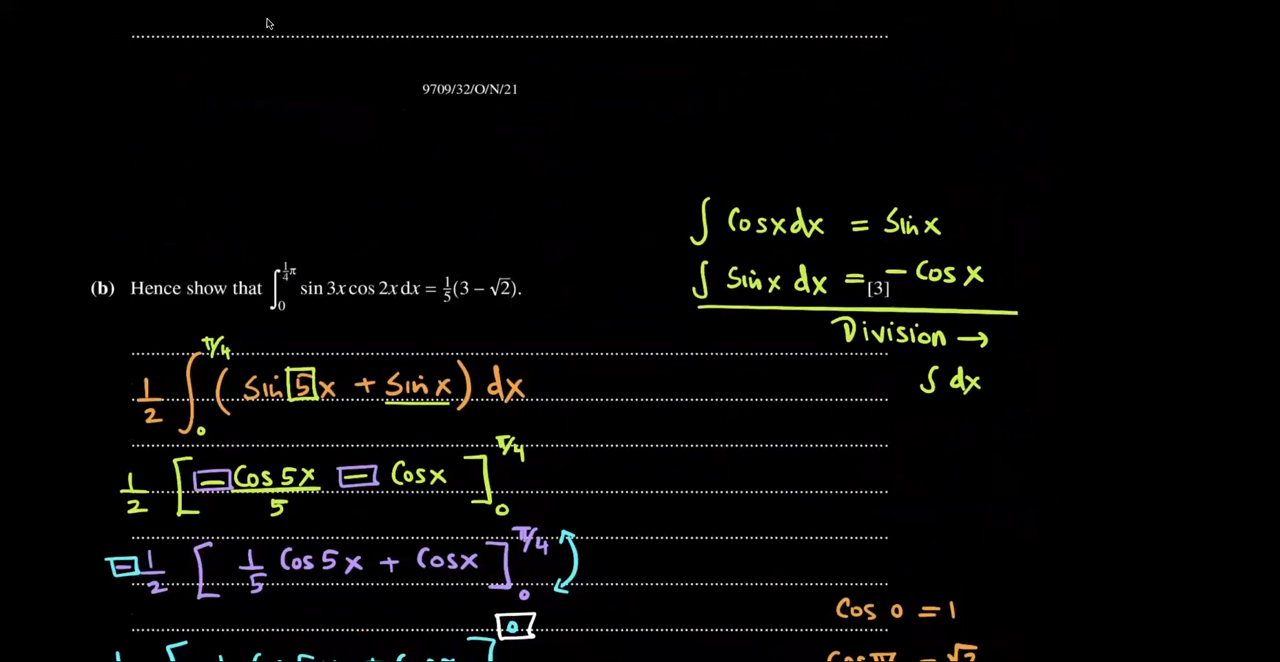 9709/32/O/N/21
∫ Cosx dx = Sin x
∫ Sin x dx = - Cos x
(b) Hence show that ∫₀^{¼π} sin 3x cos 2x dx = ⅕(3 − √2). [3]
Division →
∫ dx
½ ∫₀^{π/4} (Sin 5x + Sin x) dx
½ [ − Cos 5x / 5 − Cos x ]₀^{π/4}
− ½ [ ⅕ Cos 5x + Cos x ]₀^{π/4}
Cos 0 = 1
0